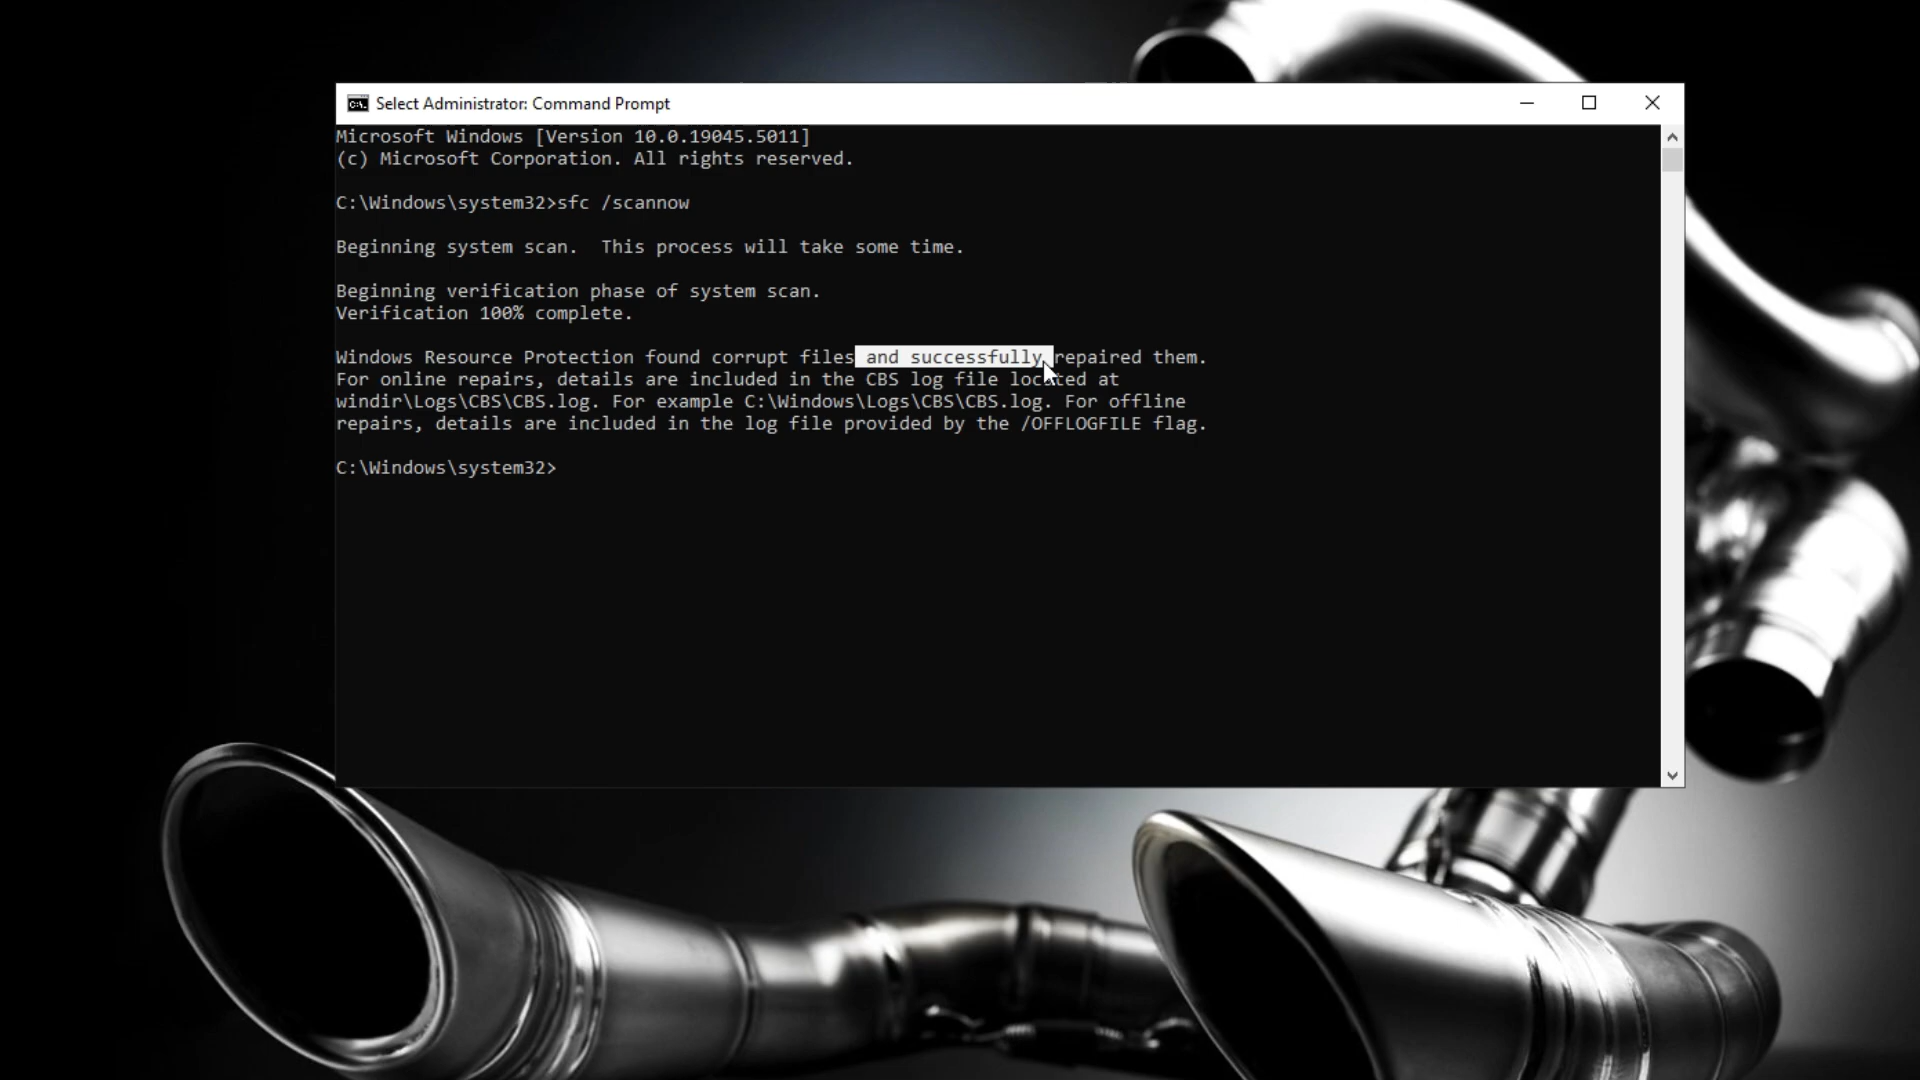 Select Administrator: Command Prompt
Microsoft Windows [Version 10.0.19045.5011]
(c) Microsoft Corporation. All rights reserved.
C:\Windows\system32>sfc /scannow
Beginning system scan.  This process will take some time.
Beginning verification phase of system scan.
Verification 100% complete.
Windows Resource Protection found corrupt files and successfully repaired them.
For online repairs, details are included in the CBS log file located at
windir\Logs\CBS\CBS.log. For example C:\Windows\Logs\CBS\CBS.log. For offline
repairs, details are included in the log file provided by the /OFFLOGFILE flag.
C:\Windows\system32>